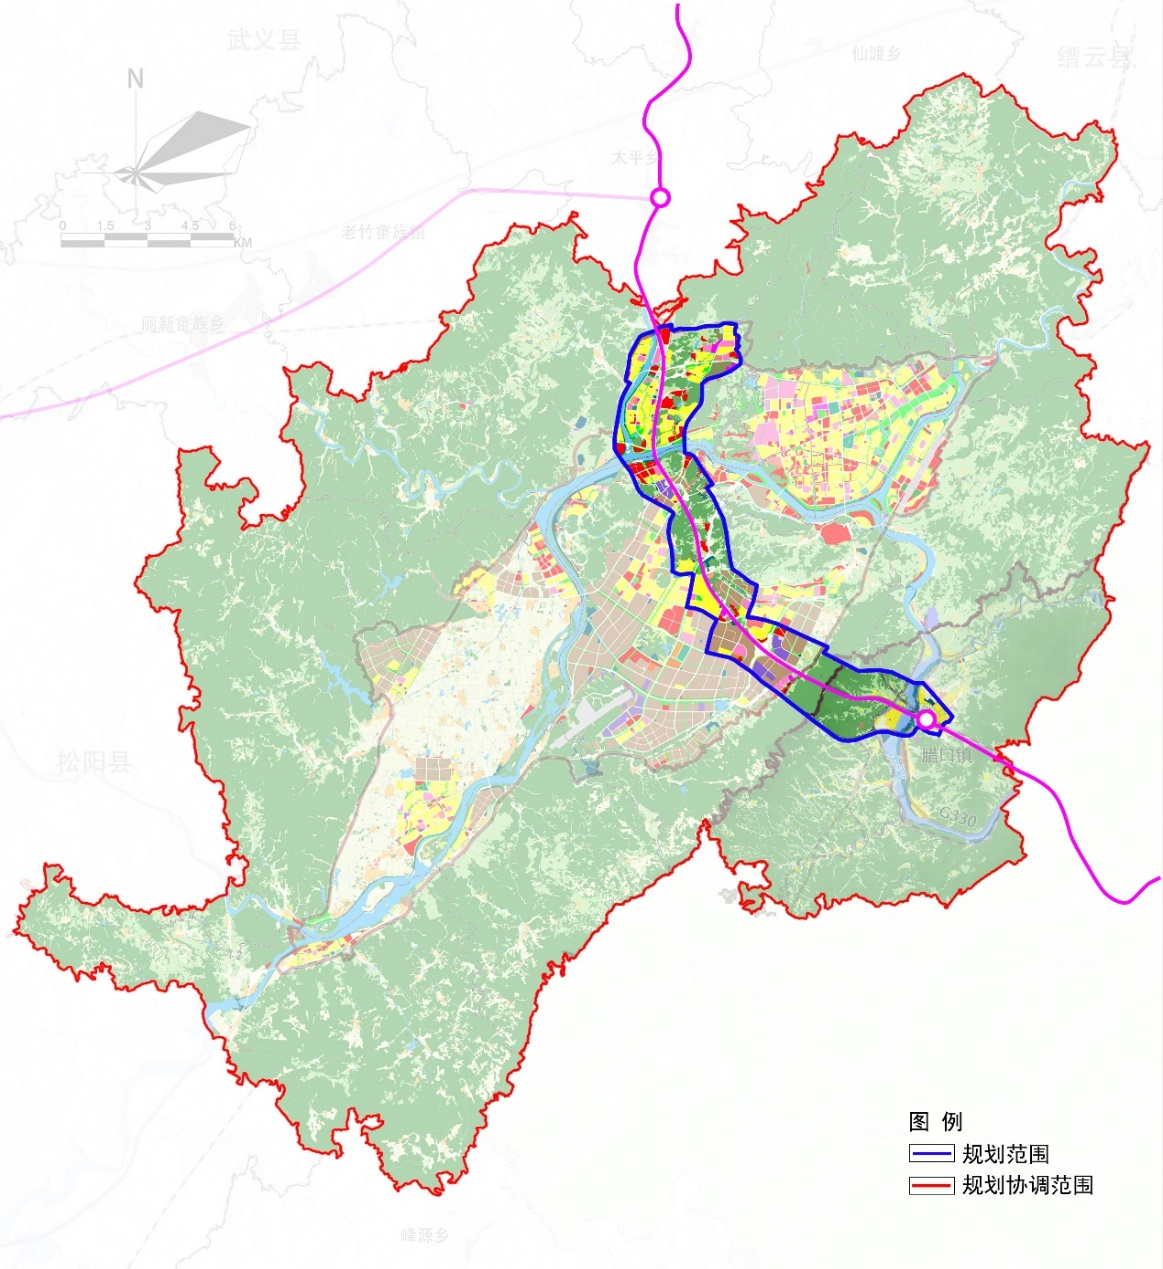 武义县
仙渡乡
缙云县
N
太平乡
0 1.5 3 4.5 6
KM
老竹畲族镇
丽新畲族乡
松阳县
腊口镇
G330
图 例
规划范围
规划协调范围
峰源乡